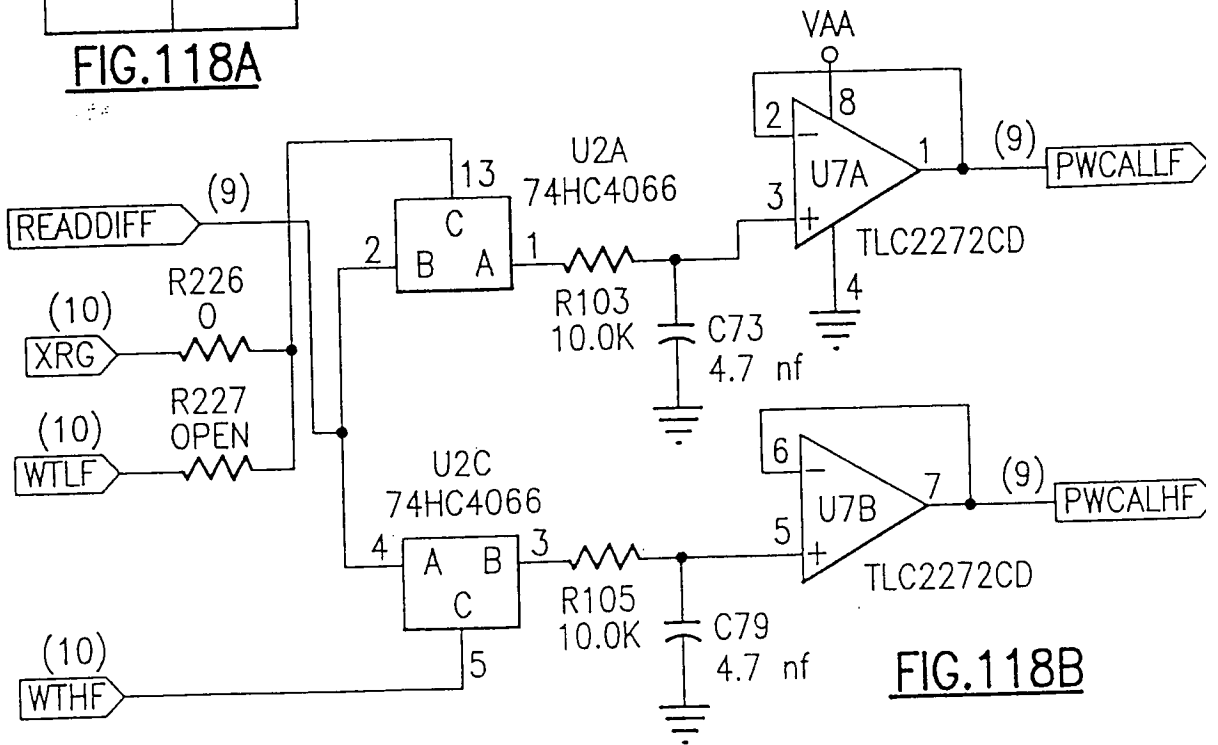 FIG.118A
VAA
8
2
−
U7A
1
(9)
PWCALLF
3
+
TLC2272CD
4
U2A
74HC4066
13
C
2
B
A
1
READDIFF
(9)
R226
0
(10)
XRG
R103
10.0K
C73
4.7 nf
R227
OPEN
(10)
WTLF
U2C
74HC4066
4
A
B
3
C
5
R105
10.0K
C79
4.7 nf
6
−
U7B
7
(9)
PWCALHF
5
+
TLC2272CD
(10)
WTHF
FIG.118B